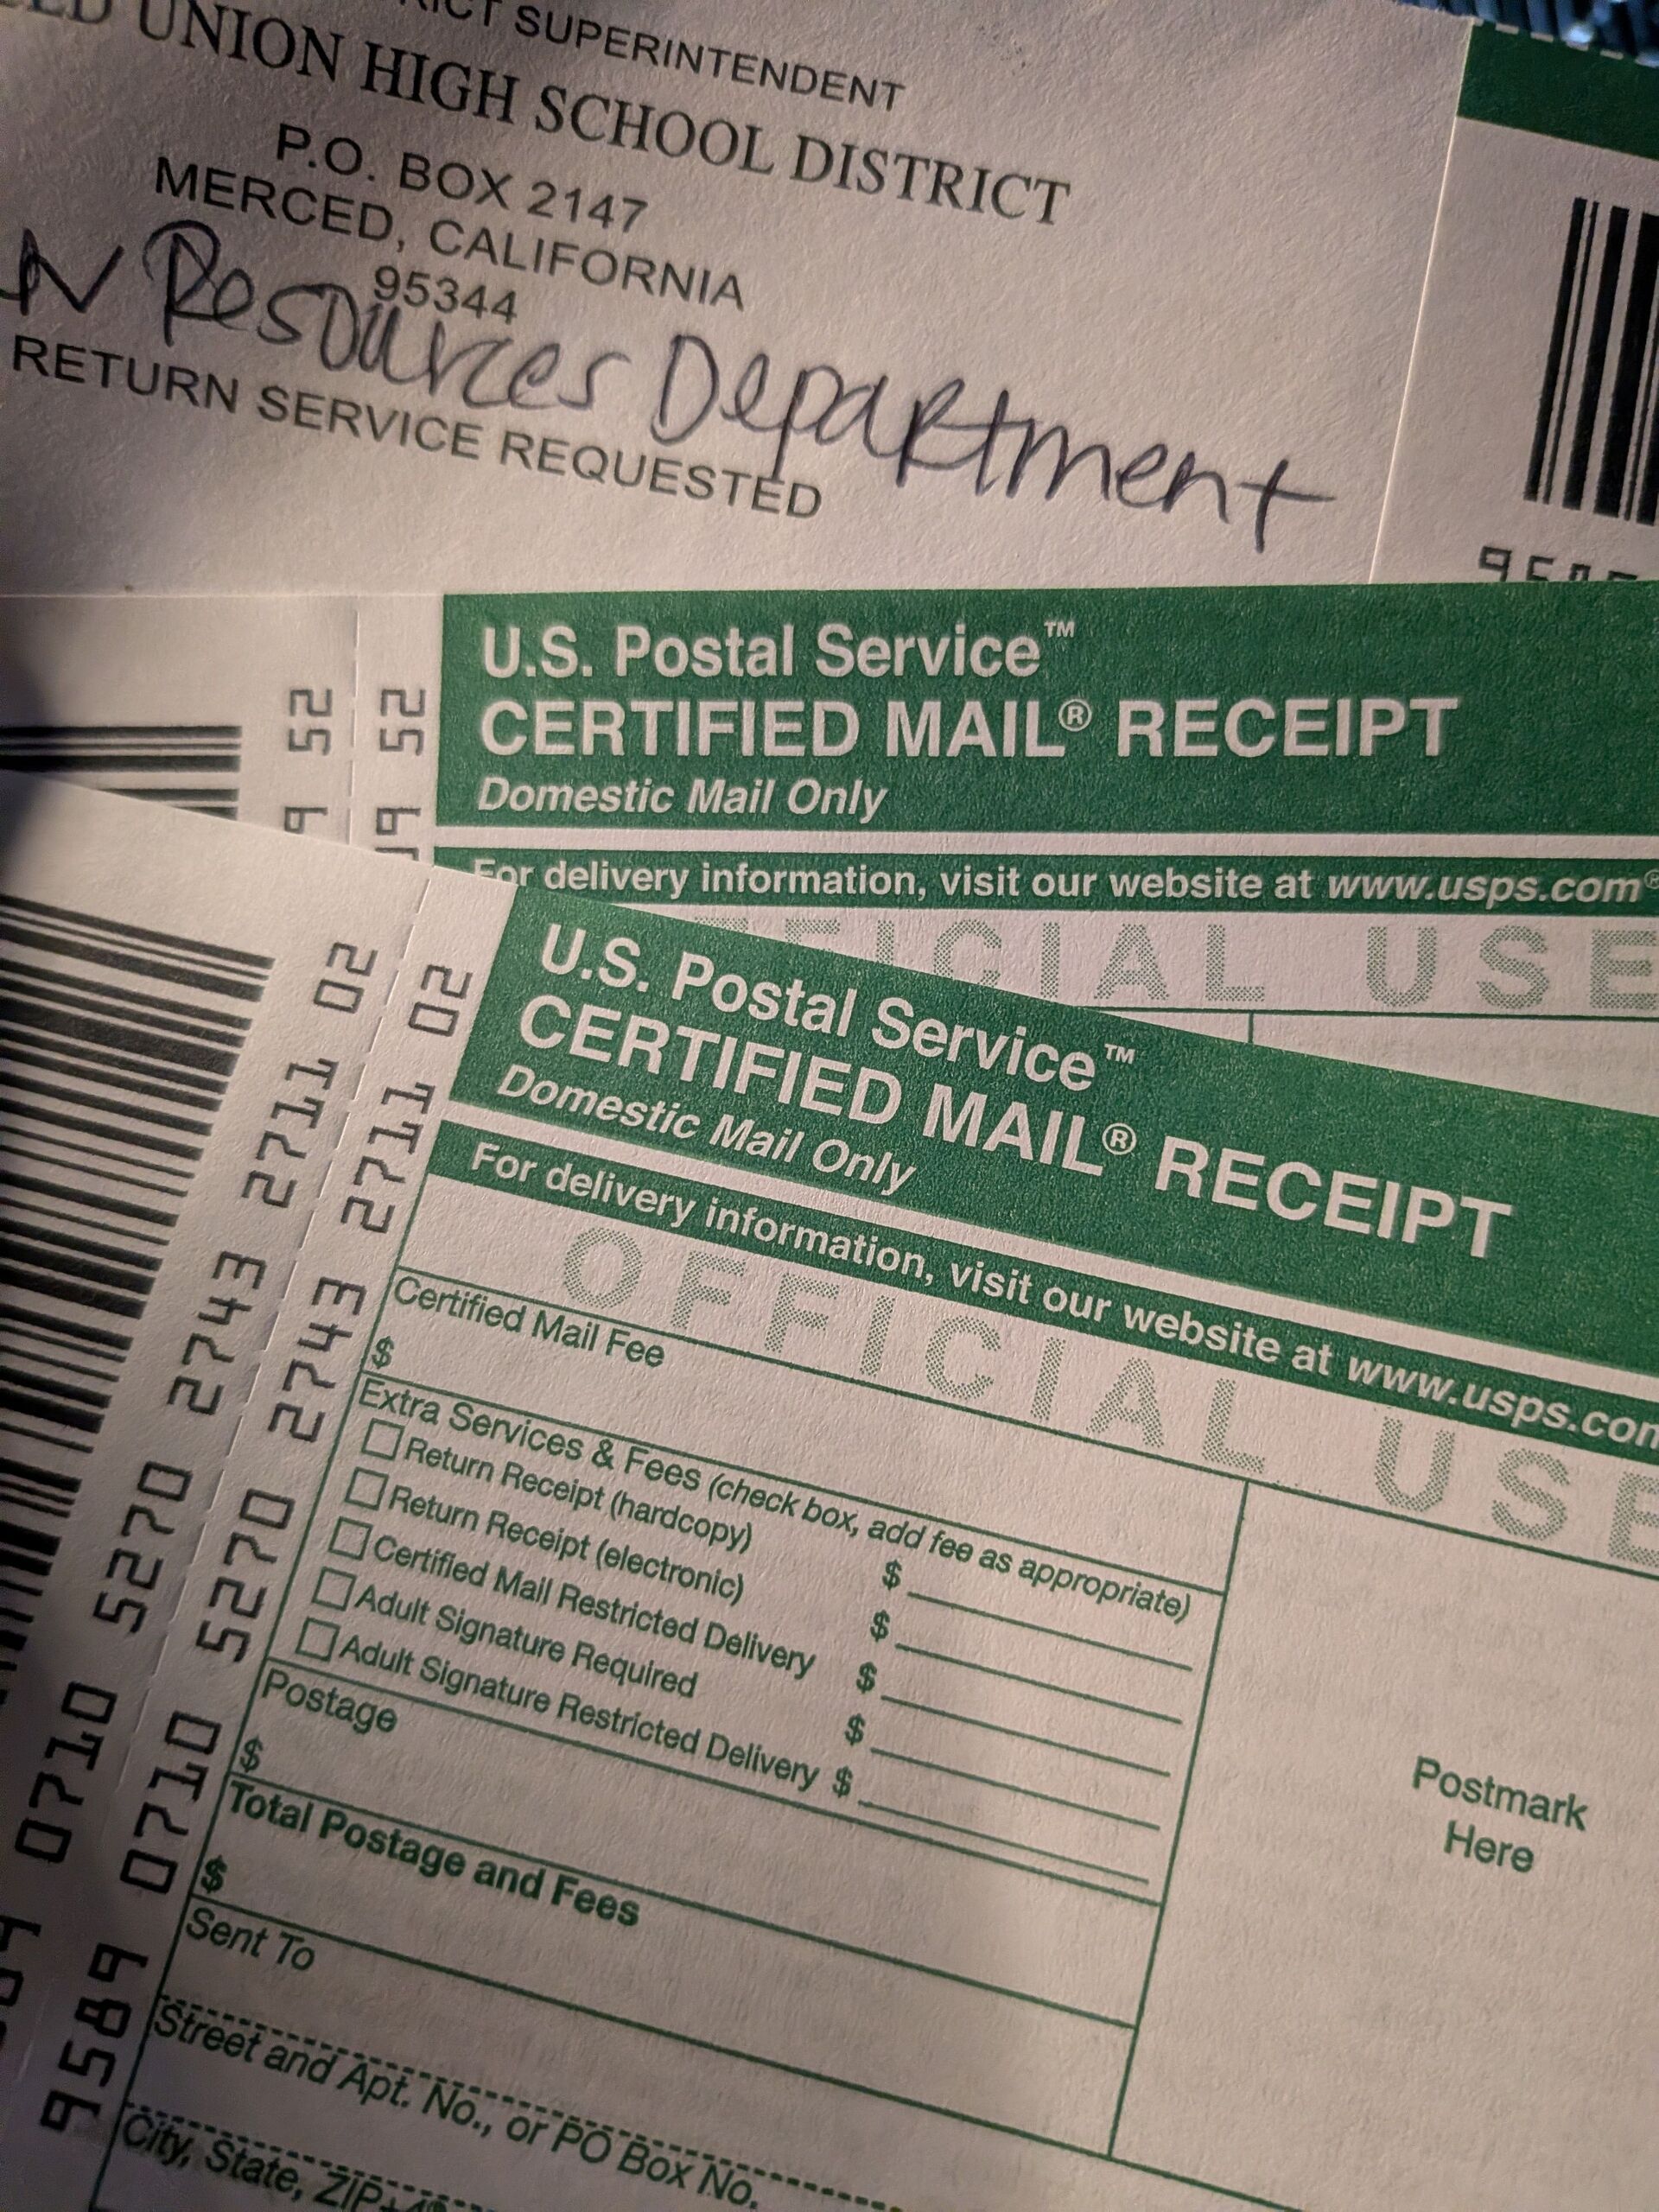 SUPERINTENDENT
UNION HIGH SCHOOL DISTRICT
P.O. BOX 2147
MERCED, CALIFORNIA
95344
N Resources Department
RETURN SERVICE REQUESTED
52
52
U.S. Postal Service™
CERTIFIED MAIL® RECEIPT
Domestic Mail Only
For delivery information, visit our website at www.usps.com®
USE
0710 5270 2743 2711 02
9589 0710 5270 2743 2711 02
U.S. Postal Service™
CERTIFIED MAIL® RECEIPT
Domestic Mail Only
For delivery information, visit our website at www.usps.com
OFFICIAL USE
Certified Mail Fee
$
Extra Services & Fees (check box, add fee as appropriate)
Return Receipt (hardcopy) $
Return Receipt (electronic) $
Certified Mail Restricted Delivery $
Adult Signature Required $
Adult Signature Restricted Delivery $
Postmark
Here
Postage
$
Total Postage and Fees
$
Sent To
Street and Apt. No., or PO Box No.
City, State, ZIP+4®